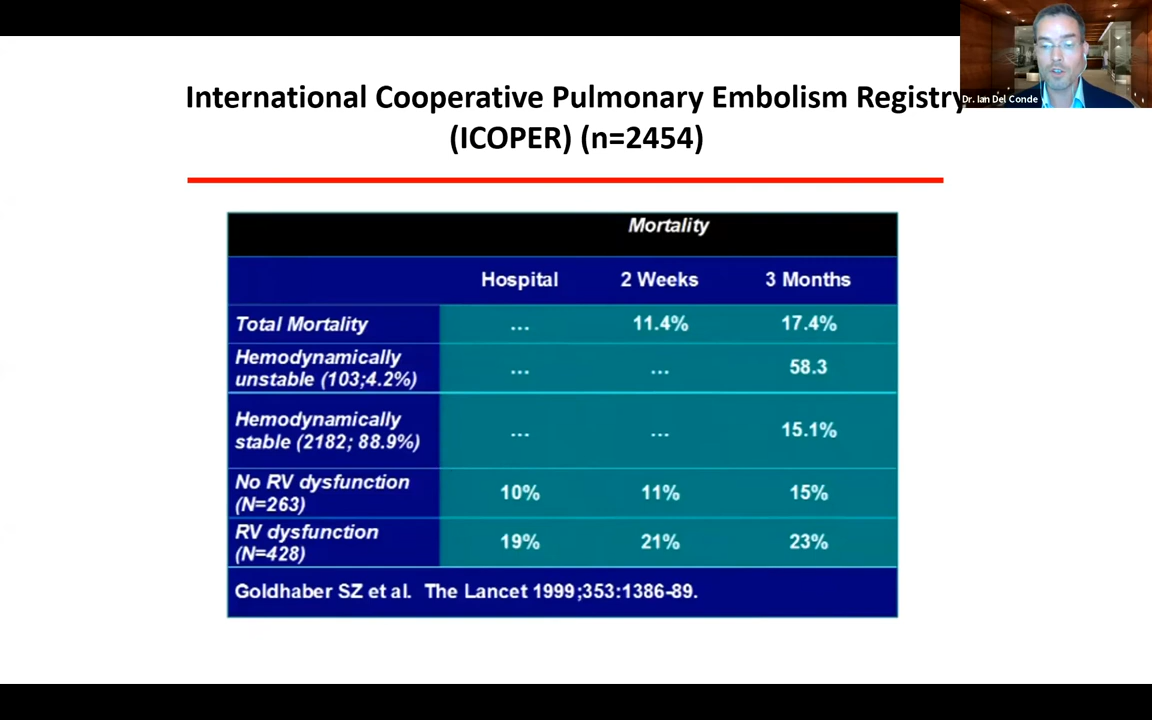 International Cooperative Pulmonary Embolism Registry
(ICOPER) (n=2454)
Dr. Ian Del Conde
Mortality
Hospital 2 Weeks 3 Months
Total Mortality ... 11.4% 17.4%
Hemodynamically
unstable (103;4.2%) ... ... 58.3
Hemodynamically
stable (2182; 88.9%) ... ... 15.1%
No RV dysfunction
(N=263) 10% 11% 15%
RV dysfunction
(N=428) 19% 21% 23%
Goldhaber SZ et al. The Lancet 1999;353:1386-89.